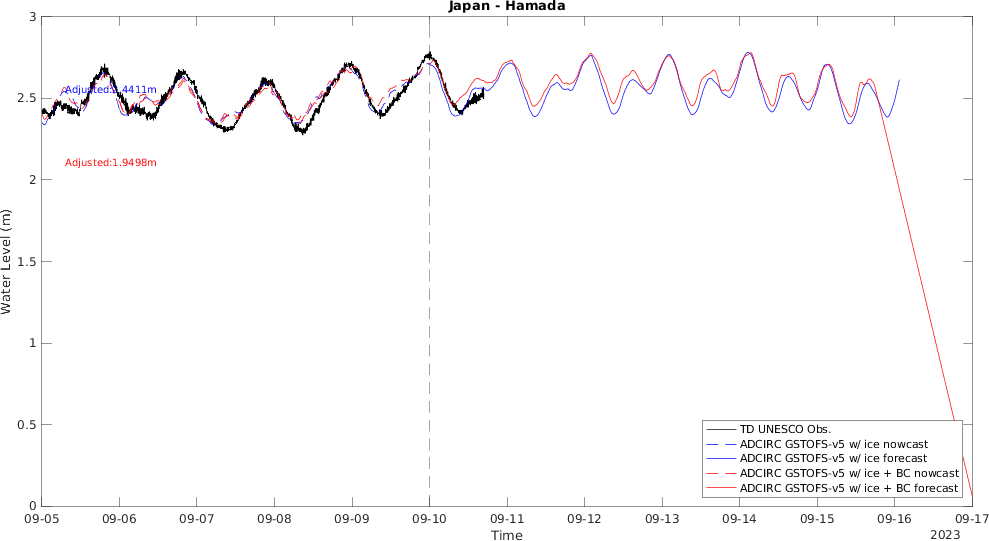 Japan - Hamada
Water Level (m)
3
2.5
2
1.5
1
0.5
0
Adjusted:2.4411m
Adjusted:1.9498m
TD UNESCO Obs.
ADCIRC GSTOFS-v5 w/ ice nowcast
ADCIRC GSTOFS-v5 w/ ice forecast
ADCIRC GSTOFS-v5 w/ ice + BC nowcast
ADCIRC GSTOFS-v5 w/ ice + BC forecast
09-05 09-06 09-07 09-08 09-09 09-10 09-11 09-12 09-13 09-14 09-15 09-16 09-17
Time
2023